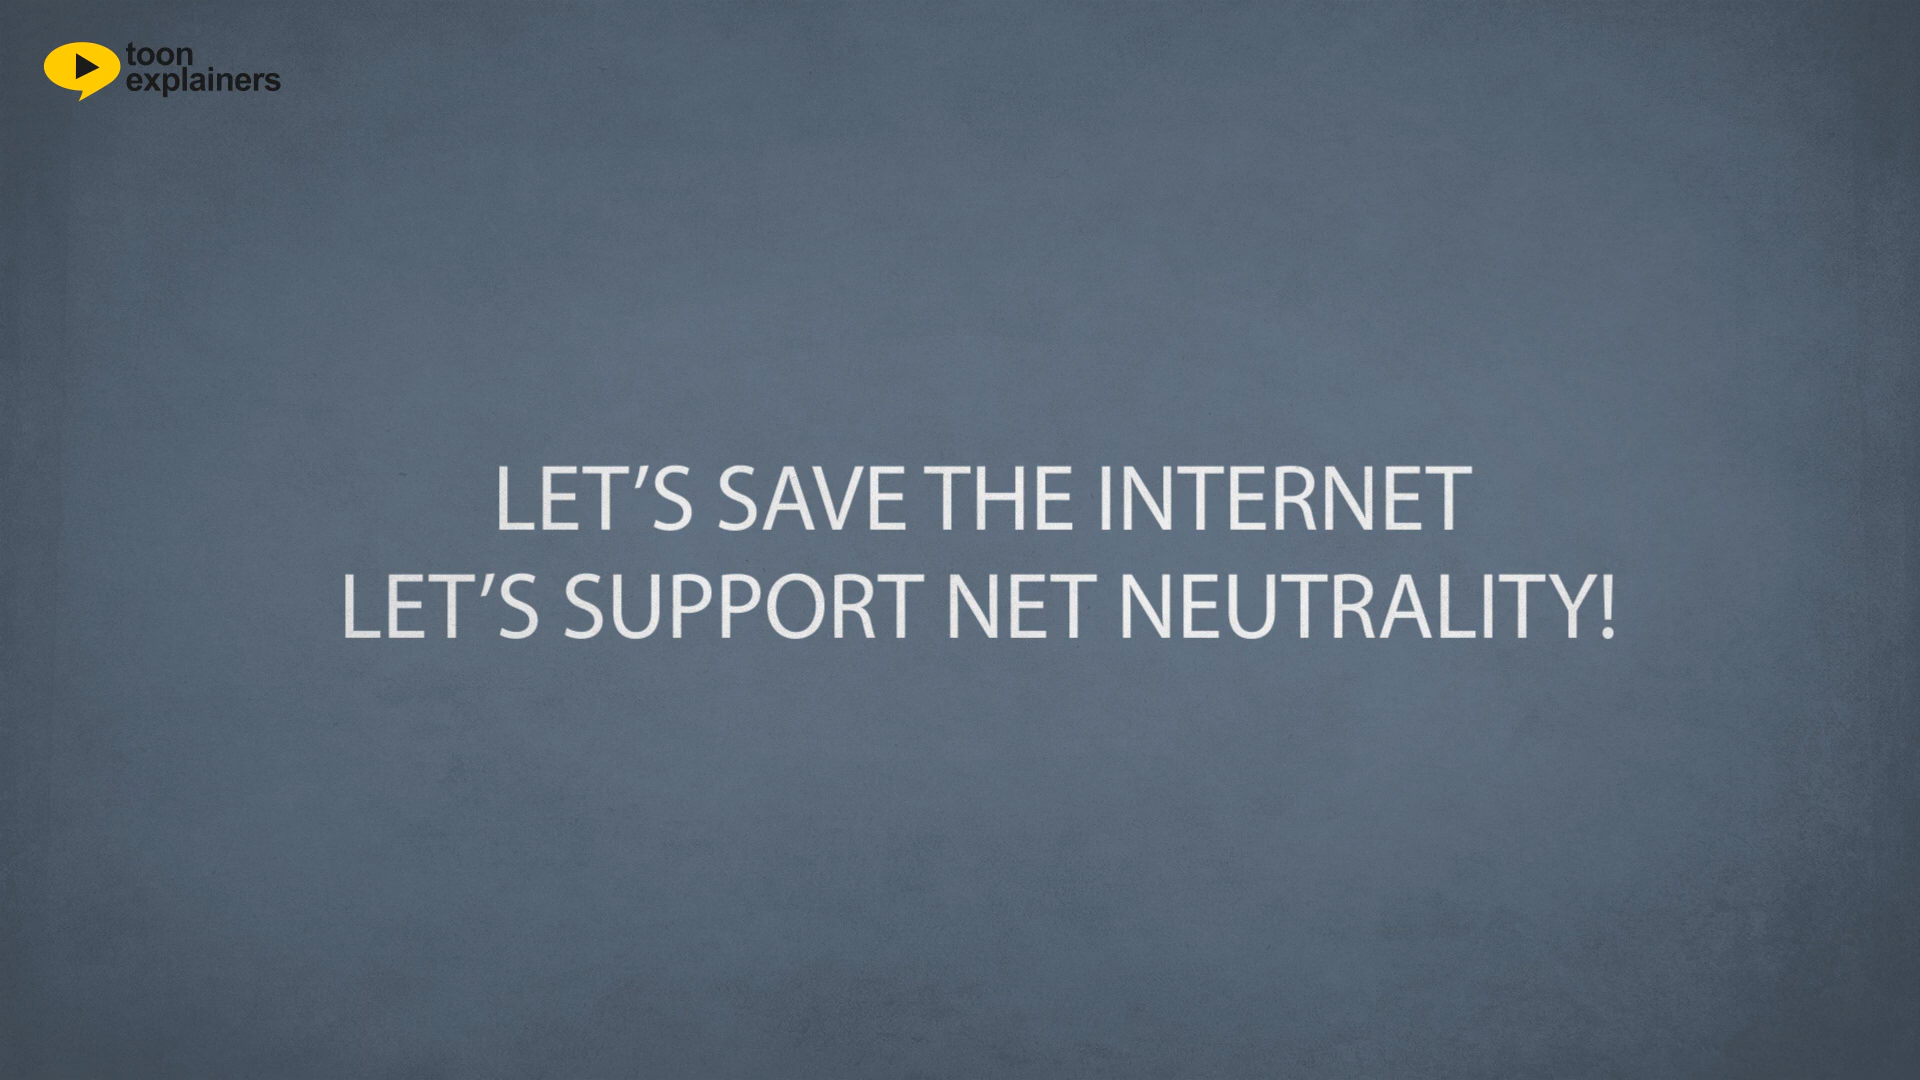 toon
explainers
LET’S SAVE THE INTERNET
LET’S SUPPORT NET NEUTRALITY!